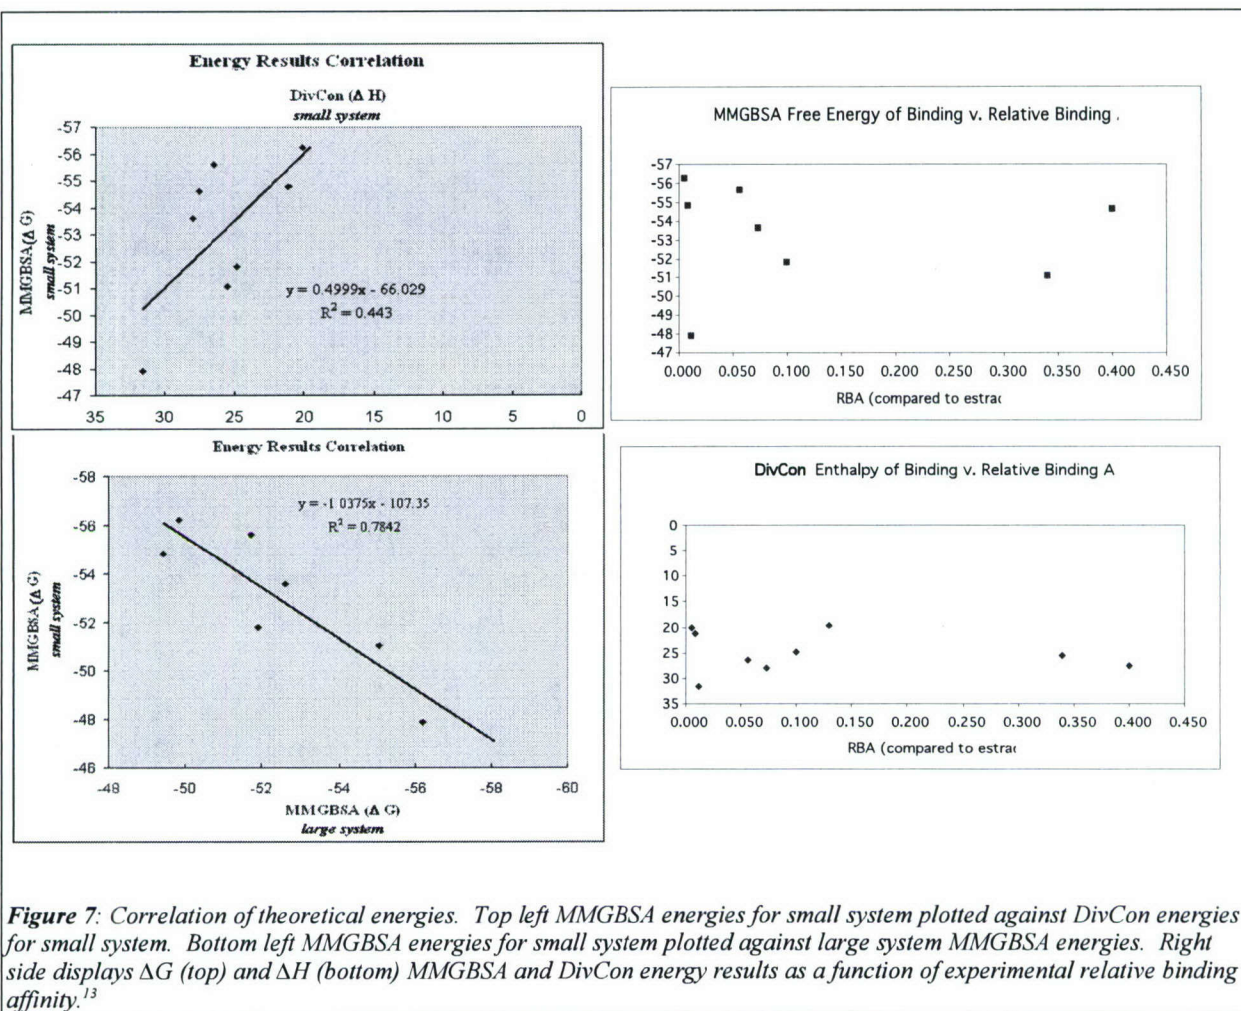 Energy Results Correlation
DivCon (Δ H)
small system
-57
-56
-55
-54
-53
-52
-51
-50
-49
-48
-47
MMGBSA (Δ G)
small system
y = 0.4999x - 66.029
R² = 0.443
35 30 25 20 15 10 5 0
MMGBSA Free Energy of Binding v. Relative Binding .
-57
-56
-55
-54
-53
-52
-51
-50
-49
-48
-47
0.000 0.050 0.100 0.150 0.200 0.250 0.300 0.350 0.400 0.450
RBA (compared to estrac
Energy Results Correlation
-58
-56
-54
-52
-50
-48
-46
MMGBSA (Δ G)
small system
y = -1 0375x - 107.35
R² = 0.7842
-48 -50 -52 -54 -56 -58 -60
MMGBSA (Δ G)
large system
DivCon Enthalpy of Binding v. Relative Binding A
0
5
10
15
20
25
30
35
0.000 0.050 0.100 0.150 0.200 0.250 0.300 0.350 0.400 0.450
RBA (compared to estrac
Figure 7: Correlation of theoretical energies. Top left MMGBSA energies for small system plotted against DivCon energies
for small system. Bottom left MMGBSA energies for small system plotted against large system MMGBSA energies. Right
side displays ΔG (top) and ΔH (bottom) MMGBSA and DivCon energy results as a function of experimental relative binding
affinity.¹³